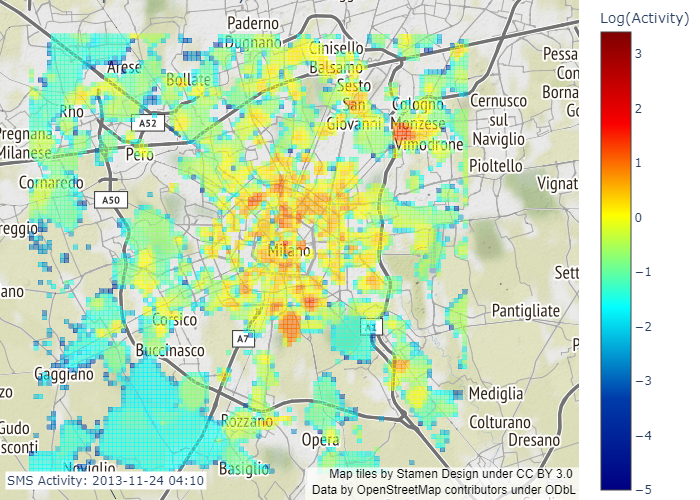 Log(Activity)
Paderno
Dugnano
Cinisello
Balsamo
Pessa
Con
Borna
Go
Arese
Bollate
Sesto
San
Giovanni
Cologno
Monzese
Cernusco
sul
Naviglio
Rho
A52
Pregnana
Milanese
Pero
Vimodrone
Pioltello
Cornaredo
Vignat
A50
reggio
Milano
Sett
ano
Pantigliate
Corsico
A7
A1
Buccinasco
P
Gaggiano
zo
Mediglia
Gudo
sconti
Rozzano
Colturano
Dresano
Opera
Noviglio
Basiglio
SMS Activity: 2013-11-24 04:10
Map tiles by Stamen Design under CC BY 3.0
Data by OpenStreetMap contributors under ODbL
3
2
1
0
−1
−2
−3
−4
−5